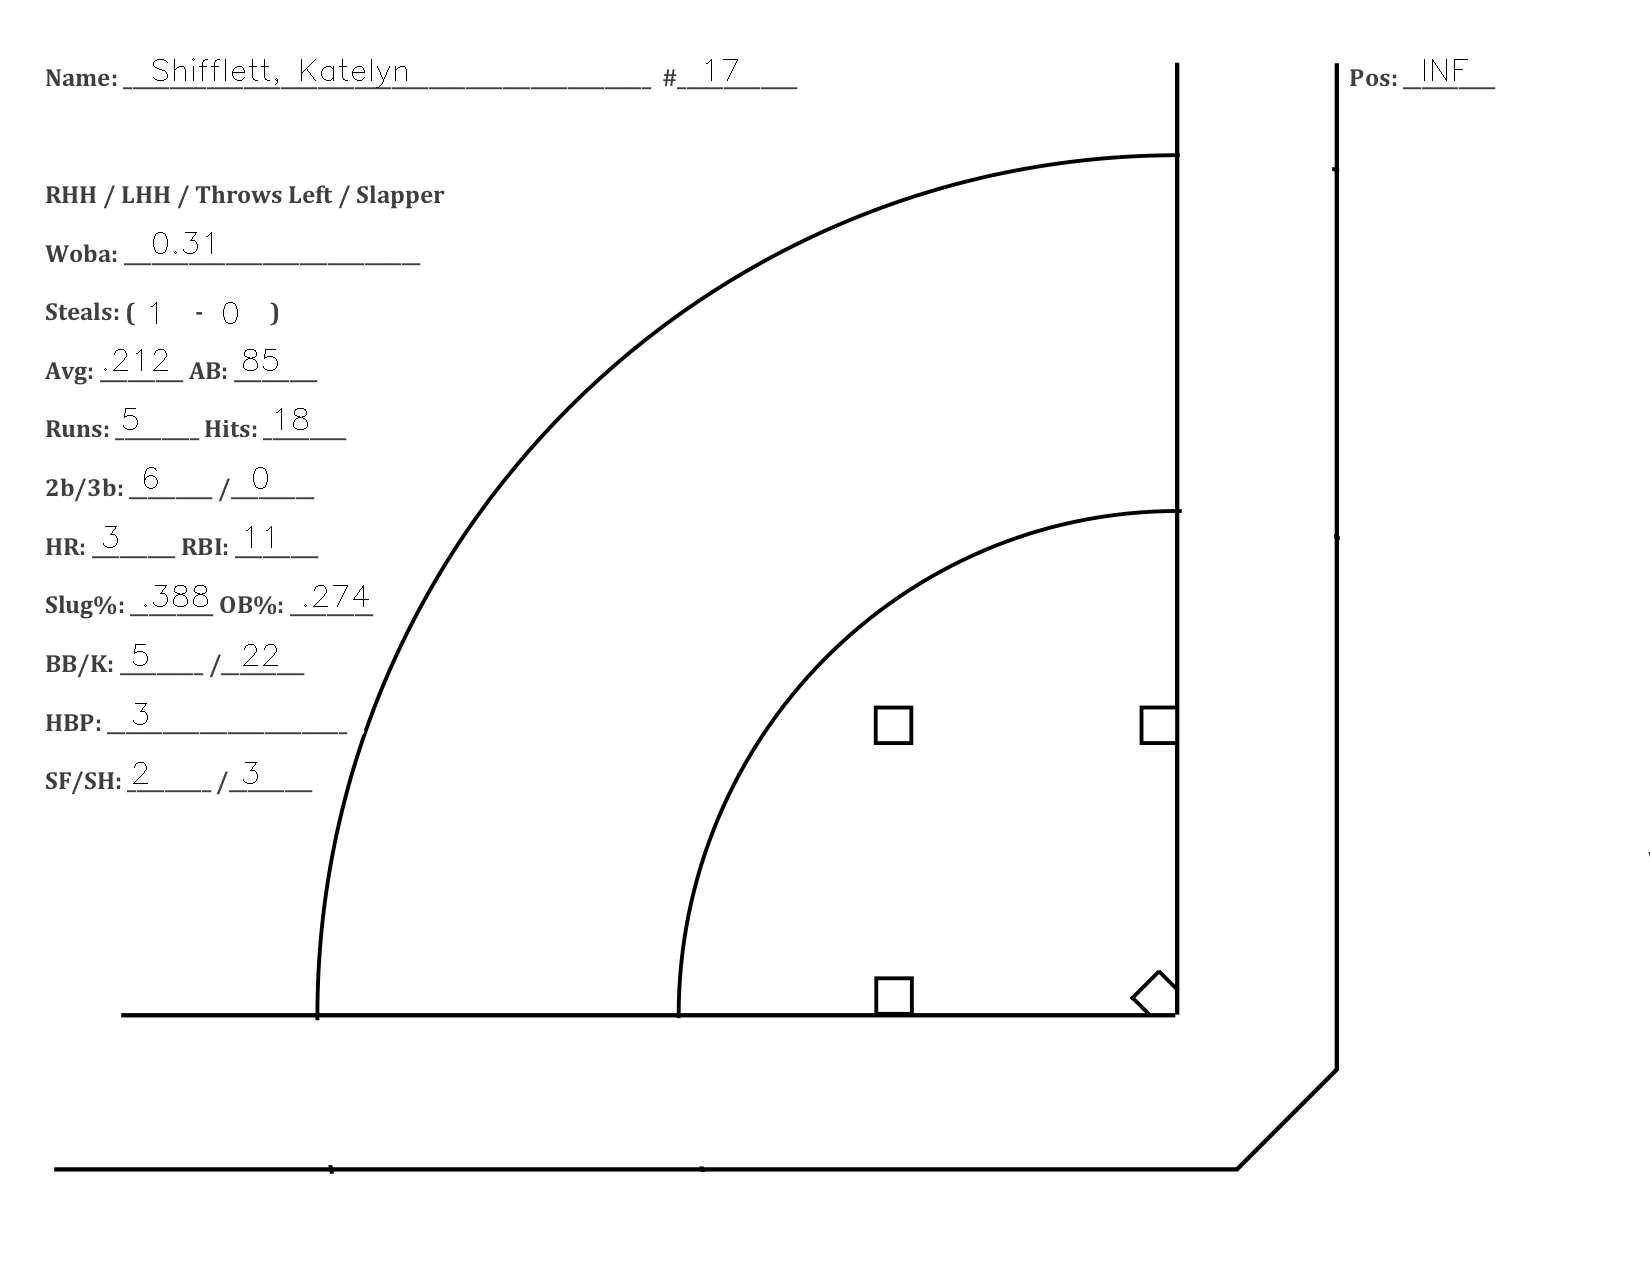 Name: Shifflett, Katelyn # 17 Pos: INF
RHH / LHH / Throws Left / Slapper
Woba: 0.31
Steals: ( 1 - 0 )
Avg: .212 AB: 85
Runs: 5 Hits: 18
2b/3b: 6 / 0
HR: 3 RBI: 11
Slug%: .388 OB%: .274
BB/K: 5 / 22
HBP: 3
SF/SH: 2 / 3